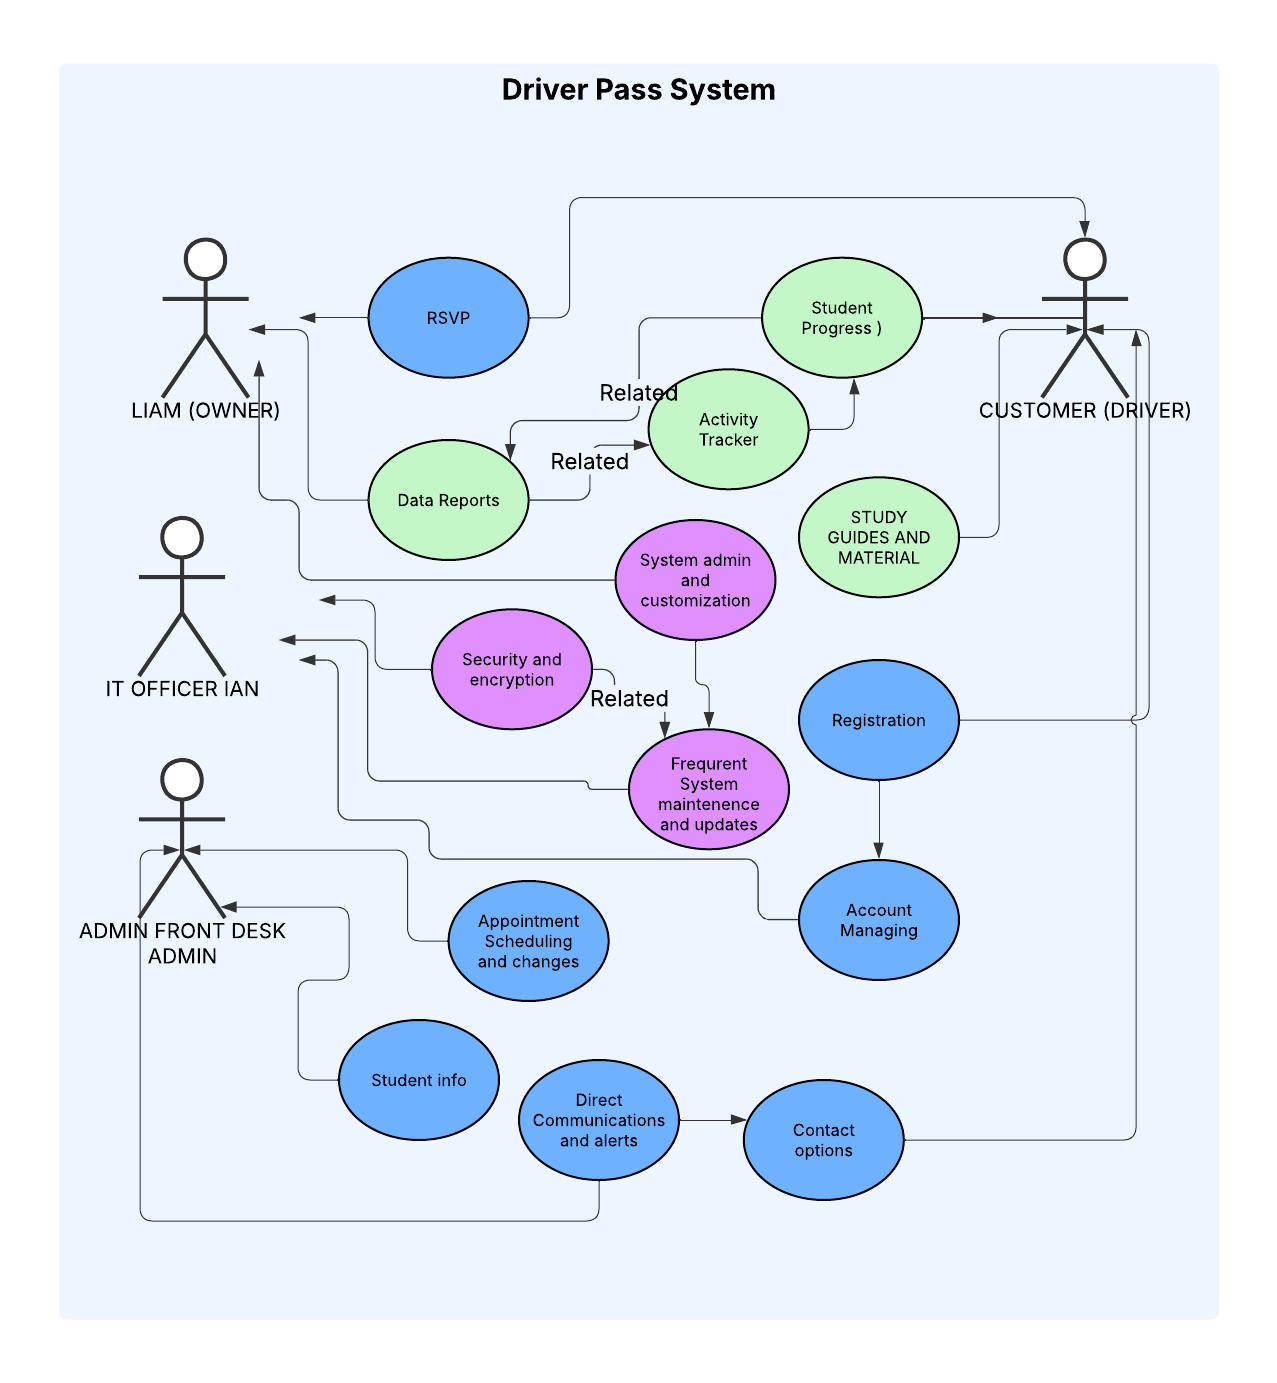 Driver Pass System
RSVP
Student
Progress )
Related
LIAM (OWNER)
CUSTOMER (DRIVER)
Activity
Tracker
Related
Data Reports
STUDY
GUIDES AND
MATERIAL
System admin
and
customization
Security and
encryption
IT OFFICER IAN
Related
Registration
Frequrent
System
maintenence
and updates
Account
Managing
ADMIN FRONT DESK
ADMIN
Appointment
Scheduling
and changes
Student info
Direct
Communications
and alerts
Contact
options